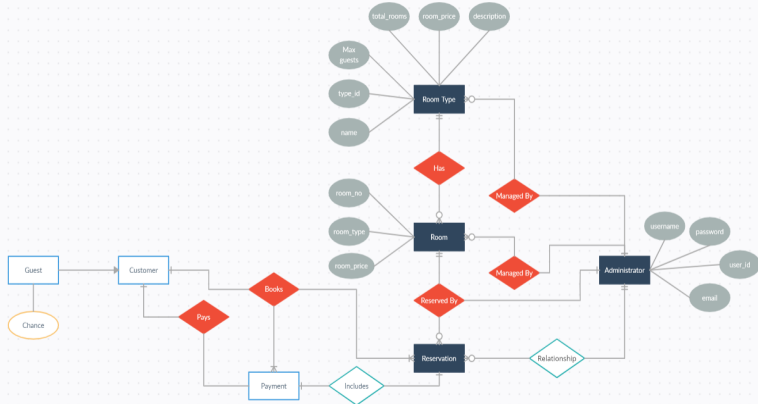 total_rooms
room_price
description
Max
guests
type_id
Room Type
name
Has
Managed By
room_no
room_type
Room
room_price
username
password
user_id
email
Administrator
Managed By
Guest
Customer
Books
Reserved By
Chance
Pays
Reservation
Relationship
Payment
Includes